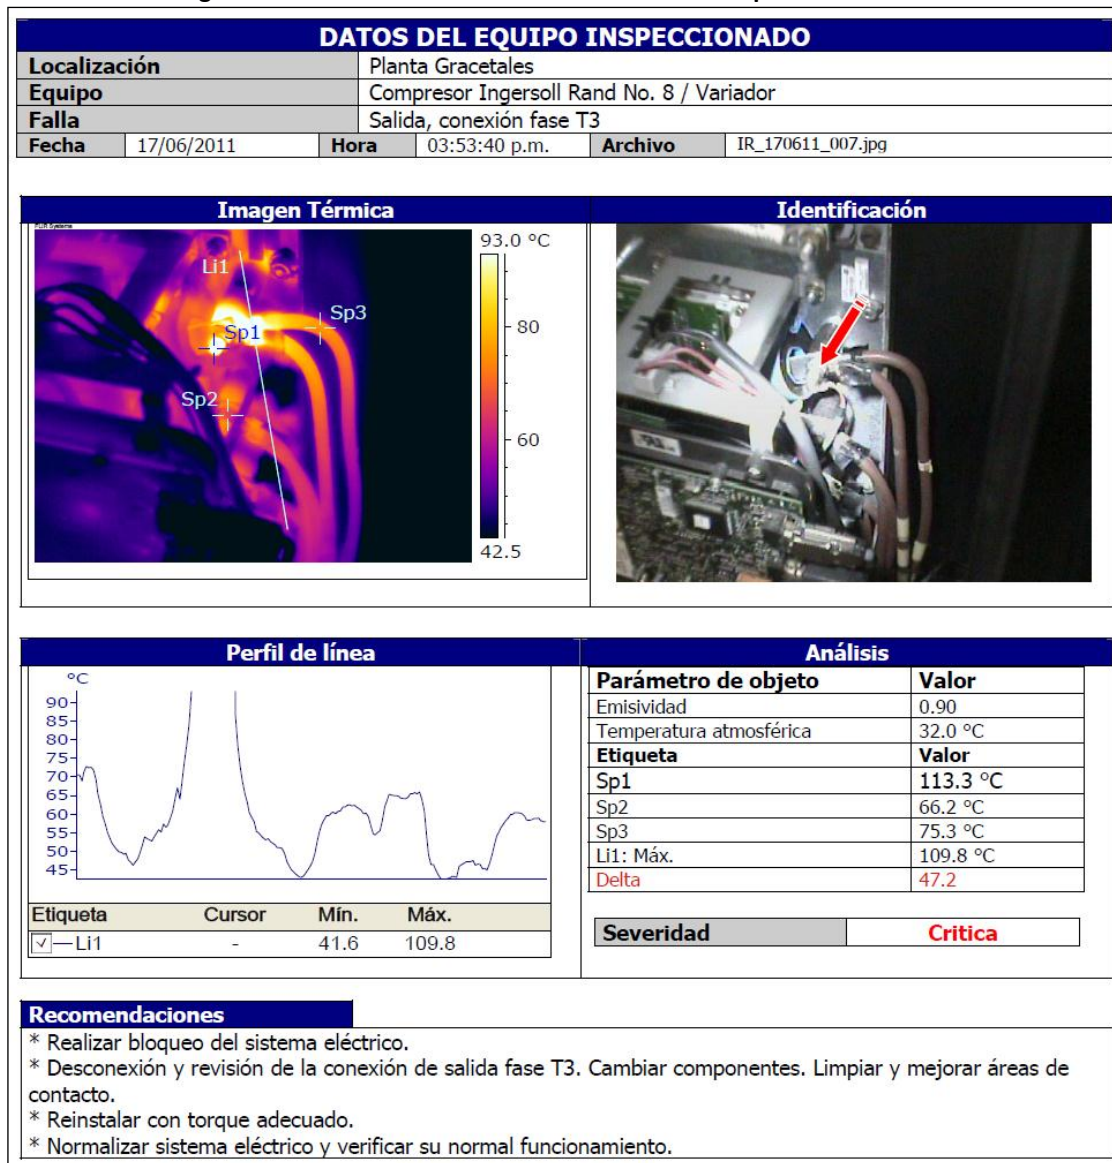 DATOS DEL EQUIPO INSPECCIONADO
Localización Planta Gracetales
Equipo Compresor Ingersoll Rand No. 8 / Variador
Falla Salida, conexión fase T3
Fecha 17/06/2011 Hora 03:53:40 p.m. Archivo IR_170611_007.jpg
Imagen Térmica Identificación
FLIR Systems
93.0 °C
Li1
Sp3
80
Sp1
Sp2
60
42.5
Perfil de línea Análisis
°C
90
85
80
75
70
65
60
55
50
45
Etiqueta Cursor Mín. Máx.
Li1 - 41.6 109.8
Parámetro de objeto Valor
Emisividad 0.90
Temperatura atmosférica 32.0 °C
Etiqueta Valor
Sp1 113.3 °C
Sp2 66.2 °C
Sp3 75.3 °C
Li1: Máx. 109.8 °C
Delta 47.2
Severidad Critica
Recomendaciones
* Realizar bloqueo del sistema eléctrico.
* Desconexión y revisión de la conexión de salida fase T3. Cambiar componentes. Limpiar y mejorar áreas de
contacto.
* Reinstalar con torque adecuado.
* Normalizar sistema eléctrico y verificar su normal funcionamiento.